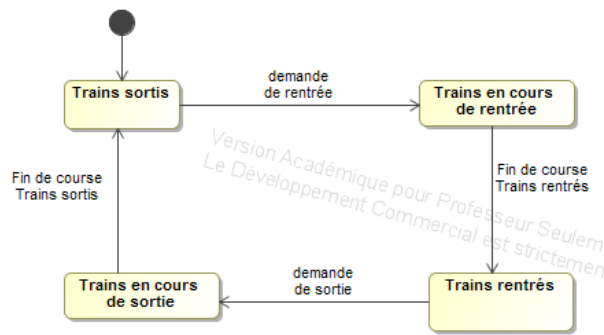 Trains sortis
demande
de rentrée
Trains en cours
de rentrée
Version Académique pour Professeur
Le Développement Commercial est
Fin de course
Trains sortis
Fin de course
Trains rentrés
Trains en cours
de sortie
demande
de sortie
Trains rentrés